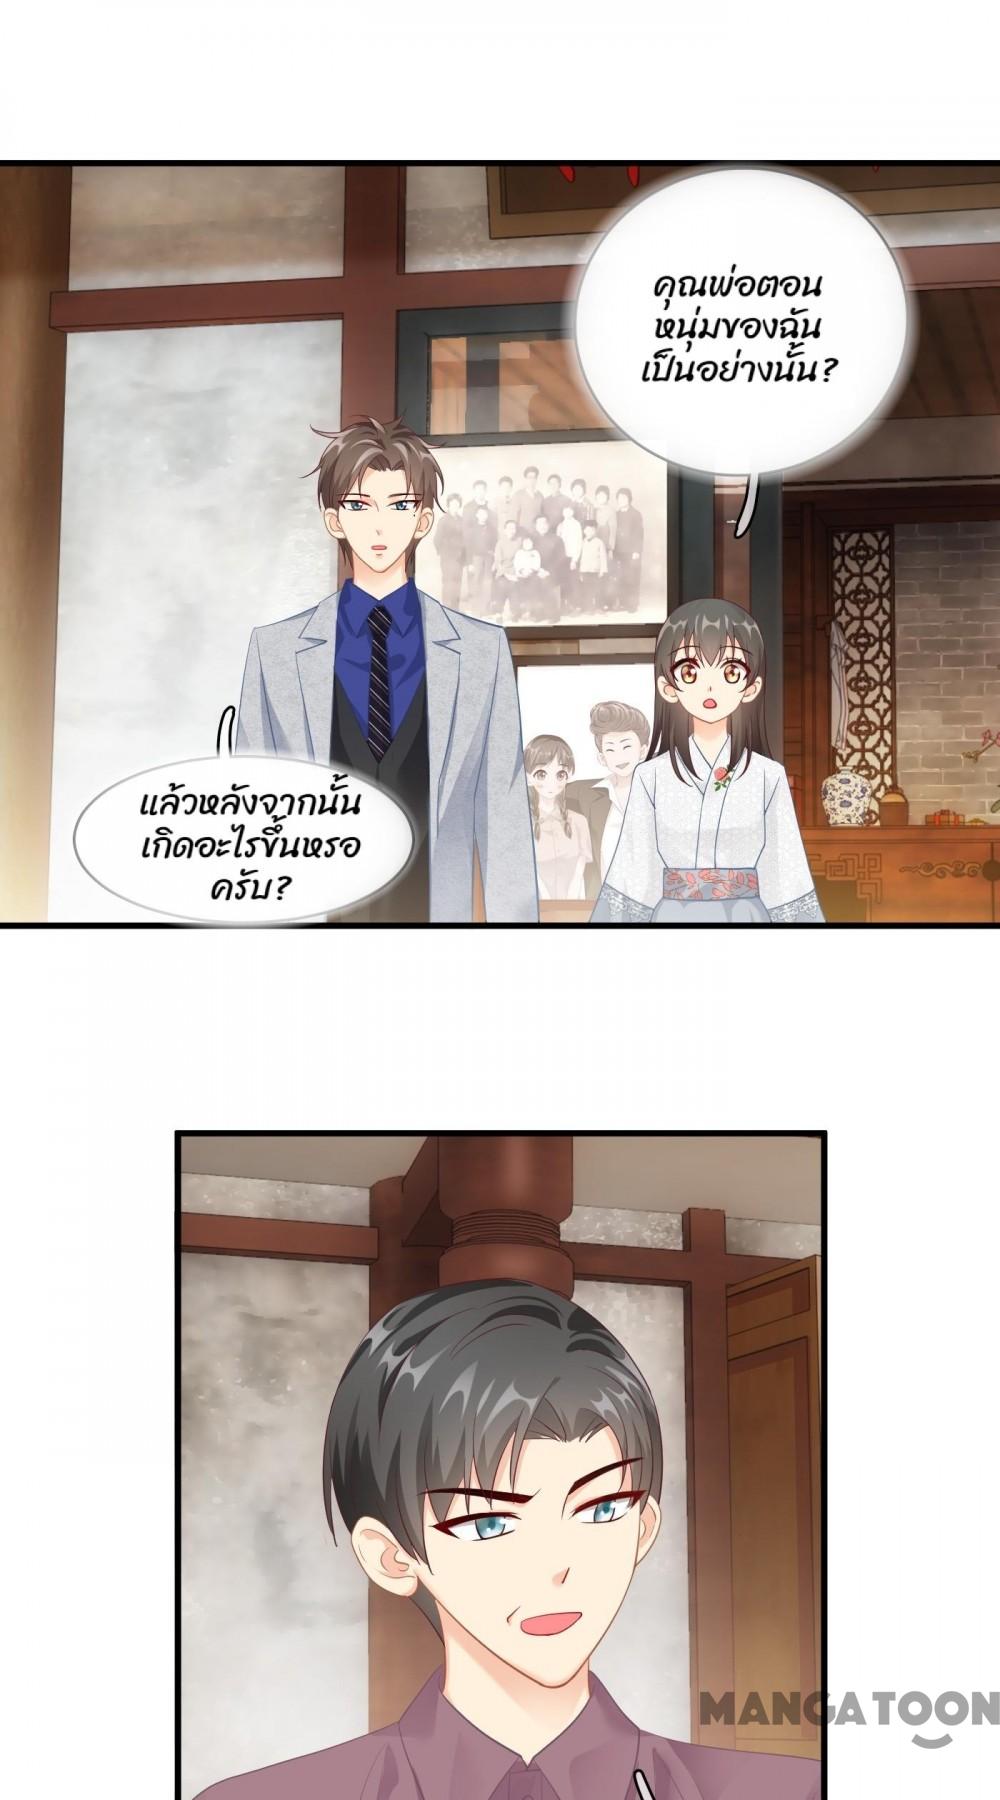 คุณพ่อตอน
หนุ่มของฉัน
เป็นอย่างนั้น?
แล้วหลังจากนั้น
เกิดอะไรขึ้นหรอ
ครับ?
MANGATOON